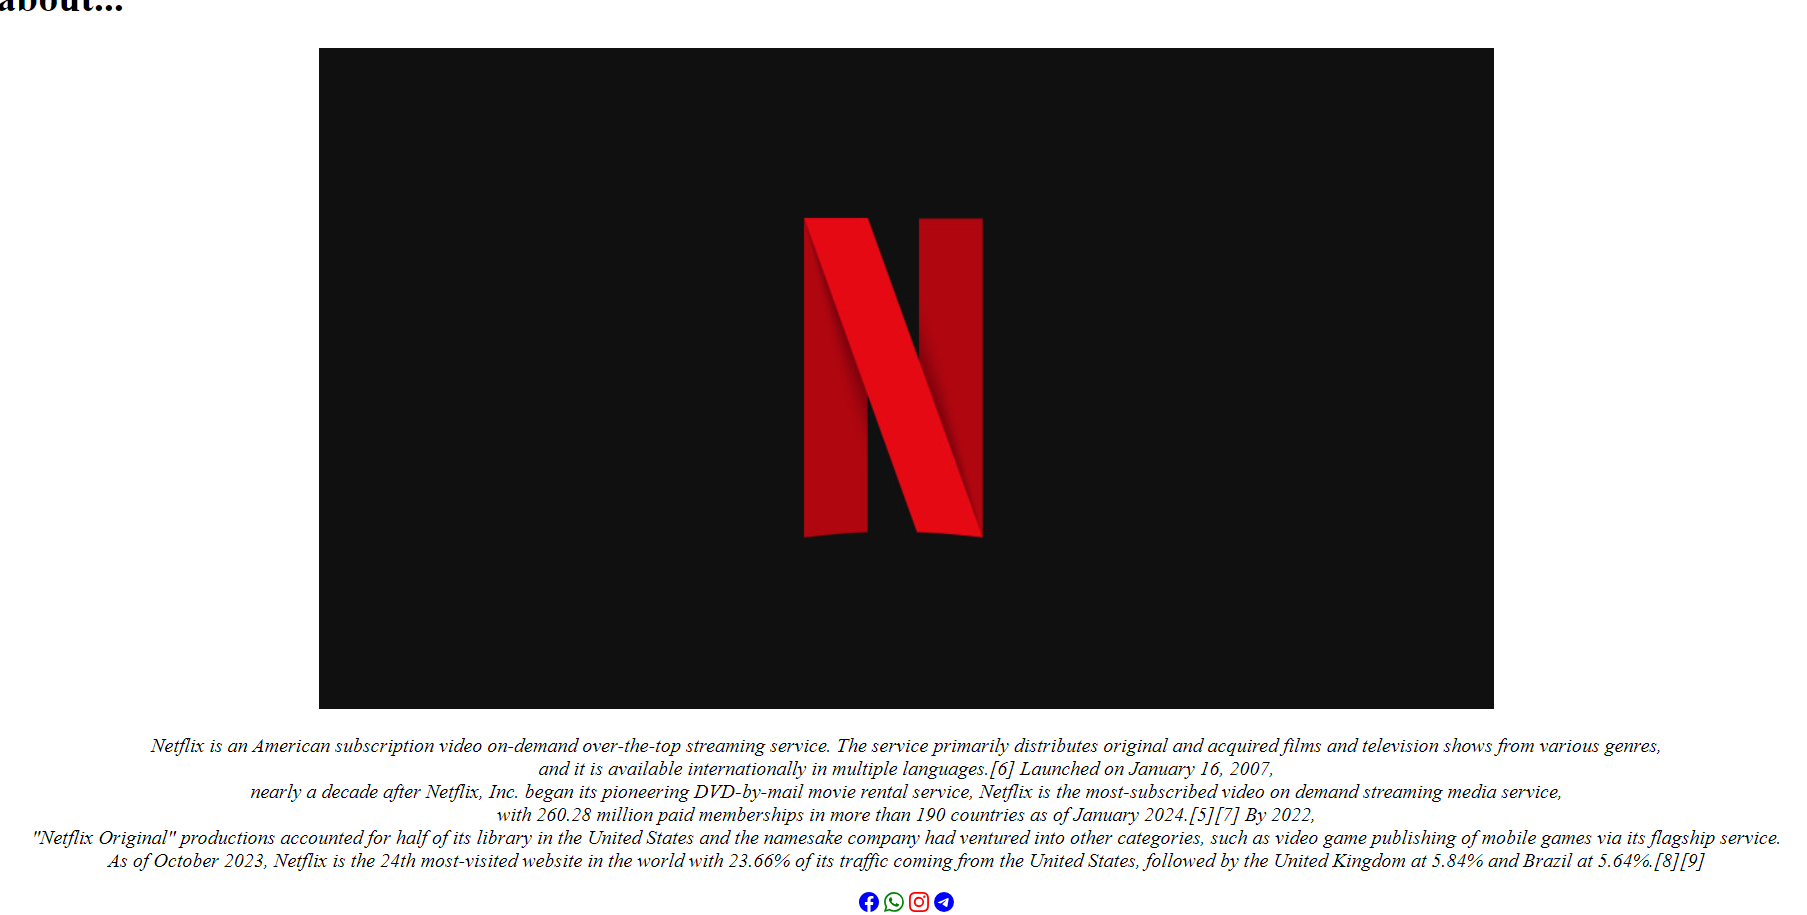 about...
N
Netflix is an American subscription video on-demand over-the-top streaming service. The service primarily distributes original and acquired films and television shows from various genres,
and it is available internationally in multiple languages.[6] Launched on January 16, 2007,
nearly a decade after Netflix, Inc. began its pioneering DVD-by-mail movie rental service, Netflix is the most-subscribed video on demand streaming media service,
with 260.28 million paid memberships in more than 190 countries as of January 2024.[5][7] By 2022,
"Netflix Original" productions accounted for half of its library in the United States and the namesake company had ventured into other categories, such as video game publishing of mobile games via its flagship service.
As of October 2023, Netflix is the 24th most-visited website in the world with 23.66% of its traffic coming from the United States, followed by the United Kingdom at 5.84% and Brazil at 5.64%.[8][9]